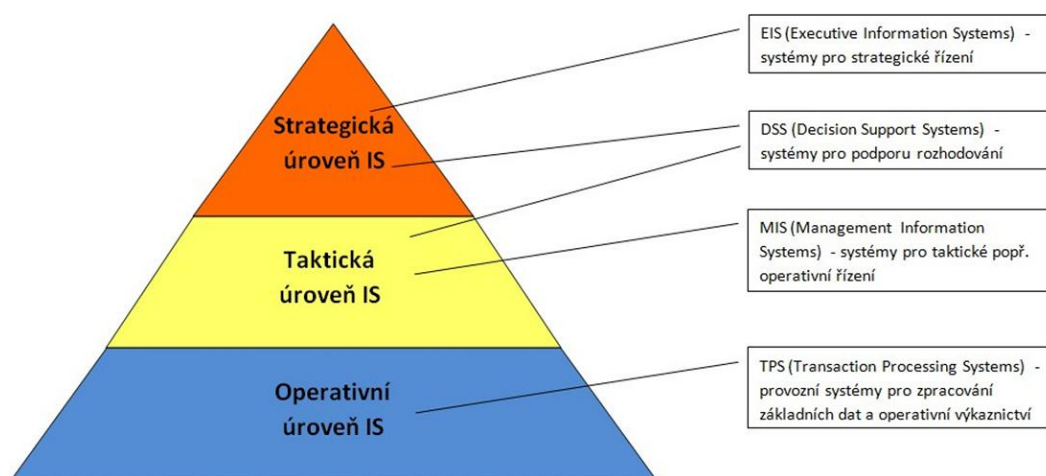 Strategická
úroveň IS
Taktická
úroveň IS
Operativní
úroveň IS
EIS (Executive Information Systems) -
systémy pro strategické řízení
DSS (Decision Support Systems) -
systémy pro podporu rozhodování
MIS (Management Information
Systems) - systémy pro taktické popř.
operativní řízení
TPS (Transaction Processing Systems) -
provozní systémy pro zpracování
základních dat a operativní výkaznictví